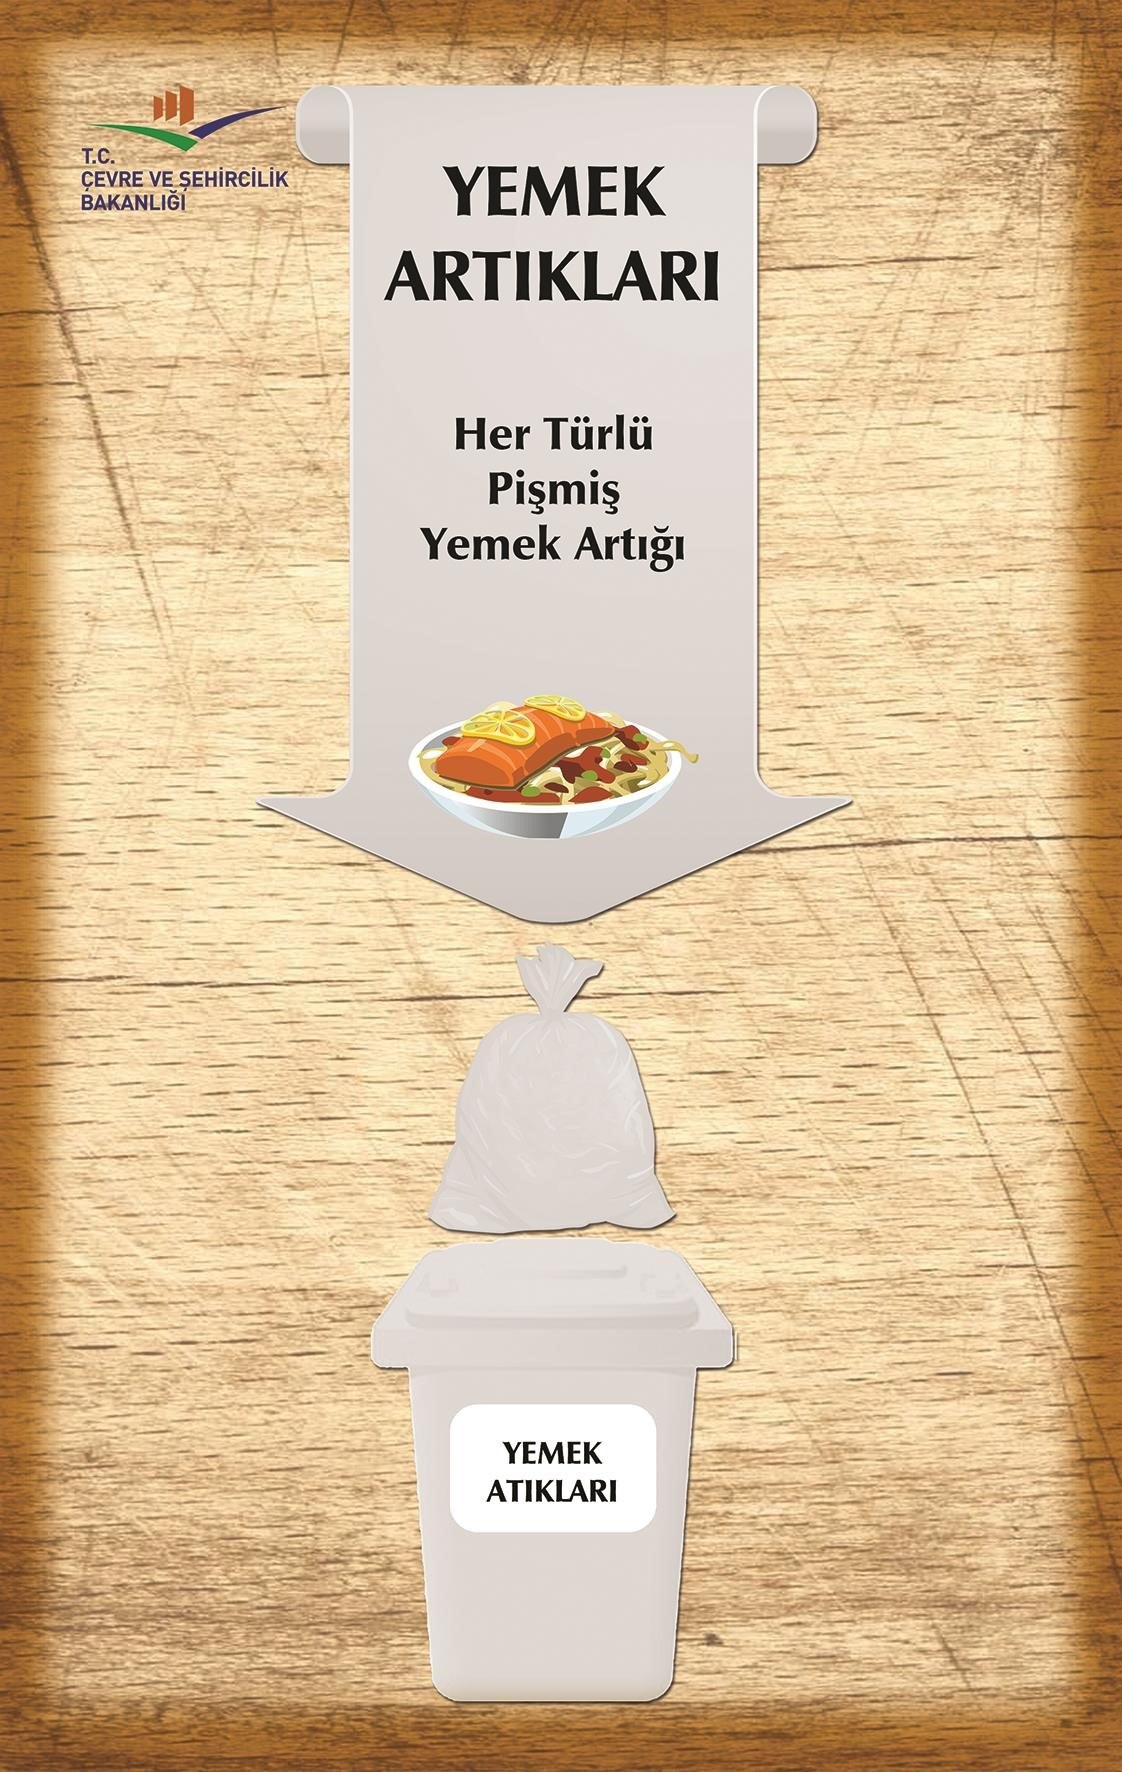 T.C.
ÇEVRE VE ŞEHİRCİLİK
BAKANLIĞI
YEMEK
ARTIKLARI
Her Türlü
Pişmiş
Yemek Artığı
YEMEK
ATIKLARI